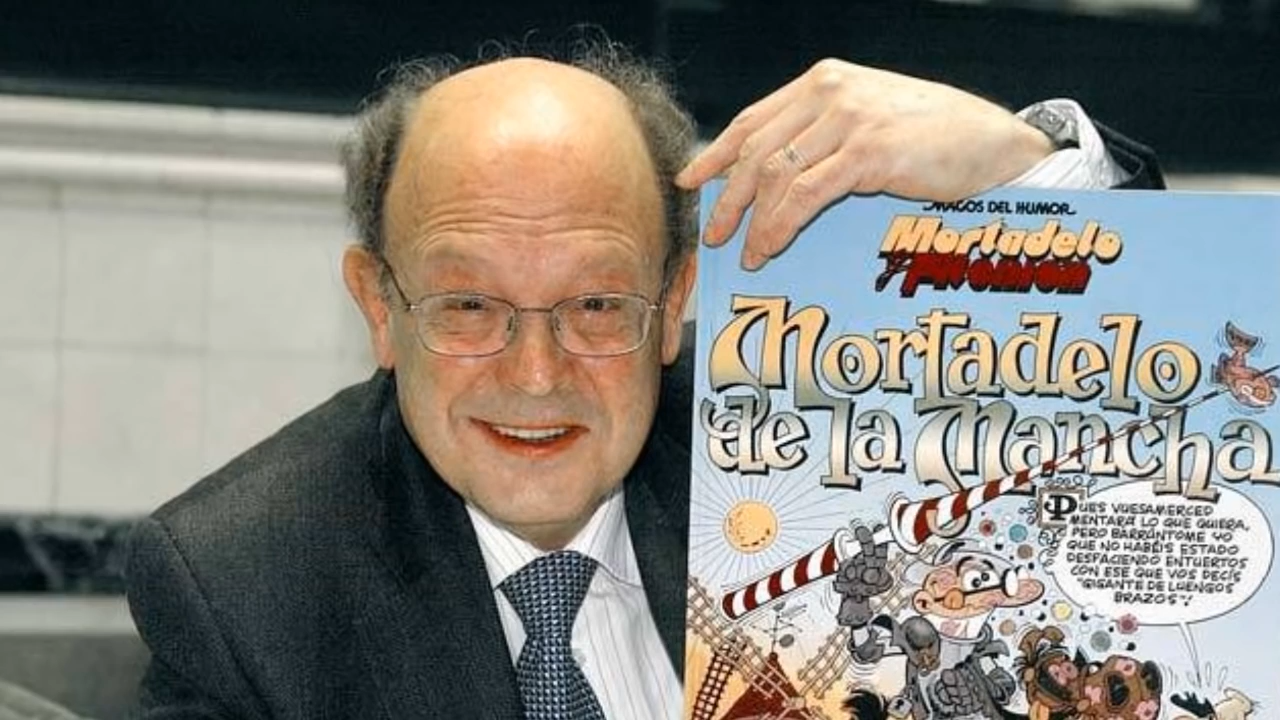 MAGOS DEL HUMOR
Mortadelo
y FILEMÓN
Mortadelo
de la Mancha
PUES VUESAMERCED
MENTARÁ LO QUE QUIERA,
PERO BARRÚNTOME YO
QUE NO HABÉIS ESTADO
DESFACIENDO ENTUERTOS
CON ESE QUE VOS DECÍS
"GIGANTE DE LUENGOS
BRAZOS"!